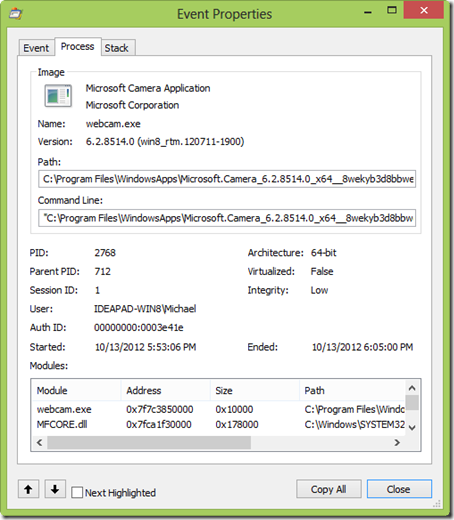 Event Properties
Event Process Stack
Image
Microsoft Camera Application
Microsoft Corporation
Name: webcam.exe
Version: 6.2.8514.0 (win8_rtm.120711-1900)
Path:
C:\Program Files\WindowsApps\Microsoft.Camera_6.2.8514.0_x64__8wekyb3d8bbwe
Command Line:
"C:\Program Files\WindowsApps\Microsoft.Camera_6.2.8514.0_x64__8wekyb3d8bbw
PID: 2768 Architecture: 64-bit
Parent PID: 712 Virtualized: False
Session ID: 1 Integrity: Low
User: IDEAPAD-WIN8\Michael
Auth ID: 00000000:0003e41e
Started: 10/13/2012 5:53:06 PM Ended: 10/13/2012 6:05:00 PM
Modules:
Module Address Size Path
webcam.exe 0x7f7c3850000 0x10000 C:\Program Files\Windo
MFCORE.dll 0x7fca1f30000 0x178000 C:\Windows\SYSTEM32
Next Highlighted Copy All Close